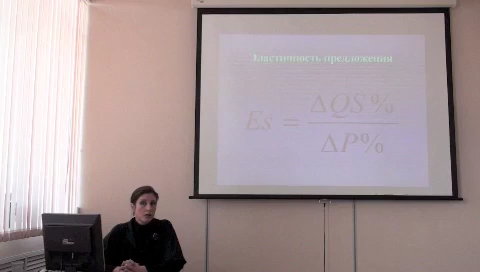 Эластичность предложения
Es = ΔQS% / ΔP%